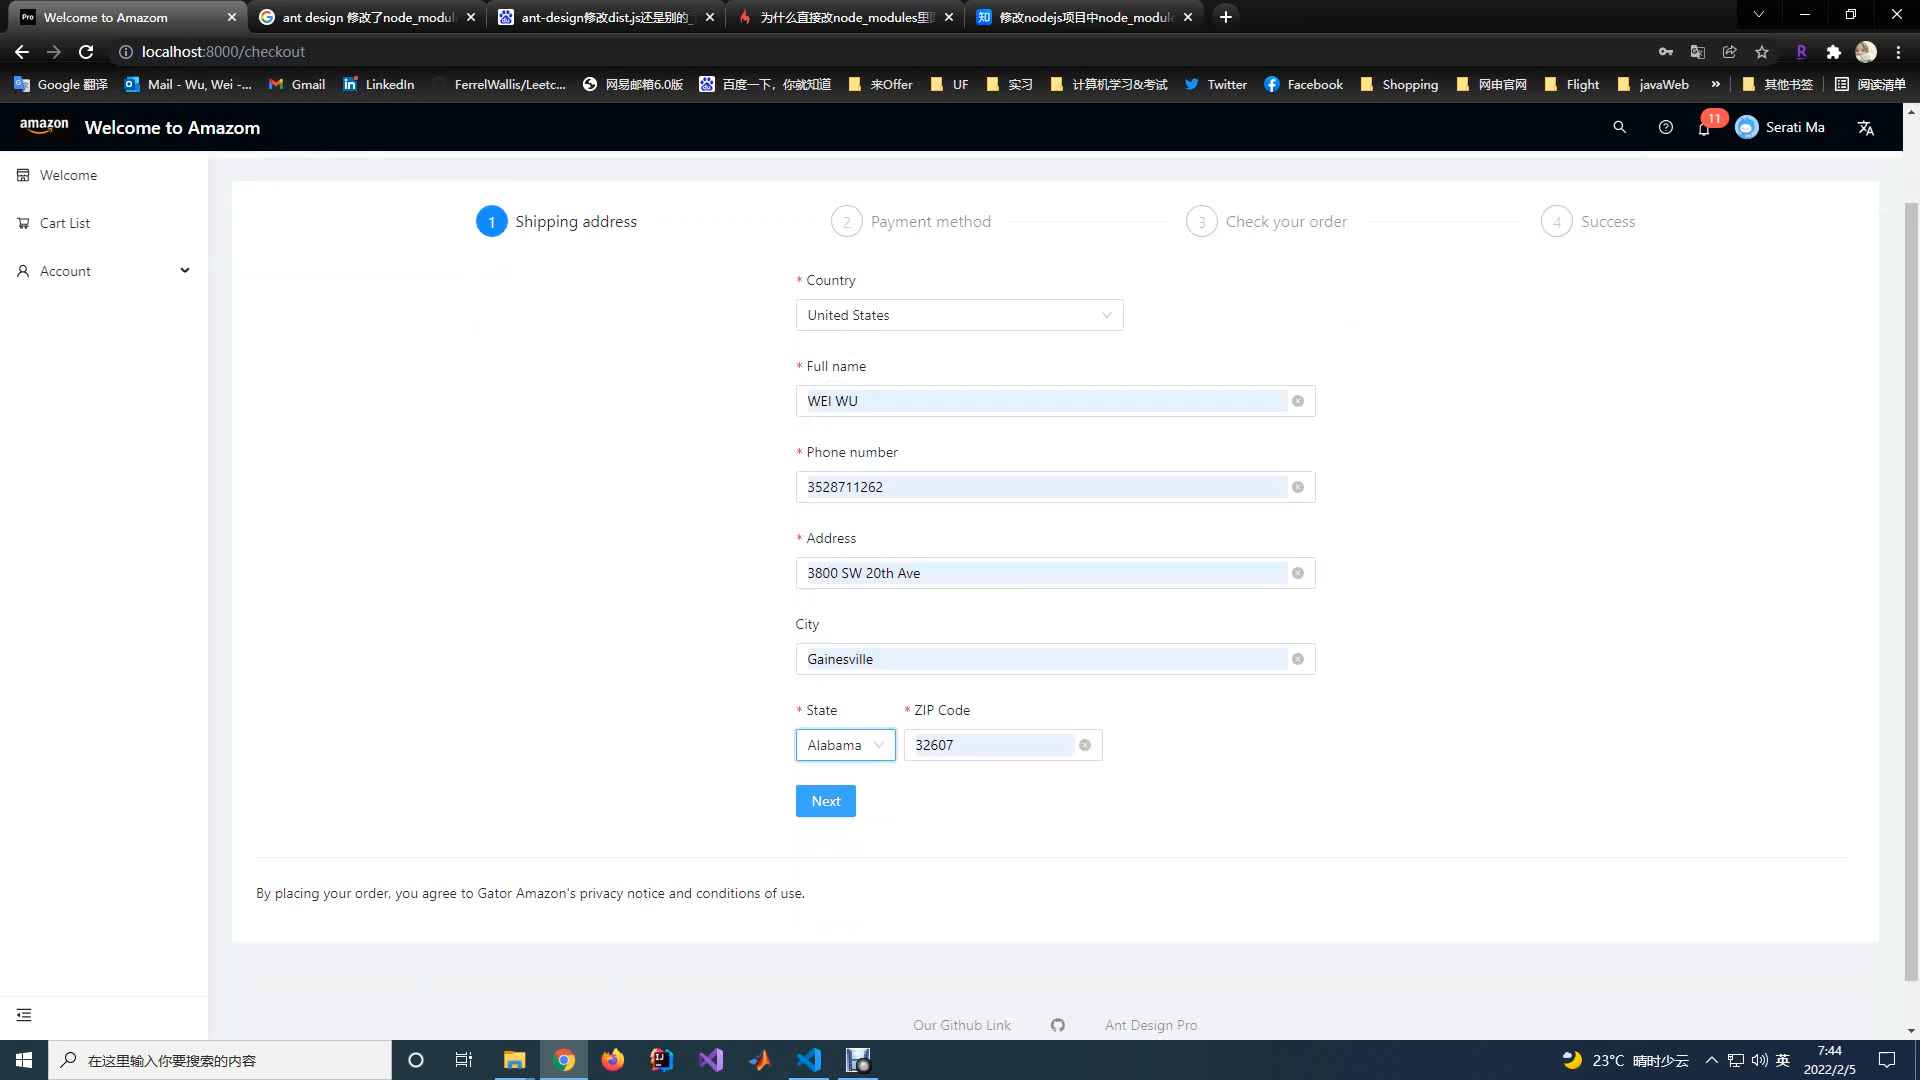 Pro Welcome to Amazom
ant design 修改了node_modul
ant-design修改dist.js还是别的_
为什么直接改node_modules里
知 修改nodejs项目中node_module
localhost:8000/checkout
Google 翻译
Mail - Wu, Wei -...
Gmail
LinkedIn
FerrelWallis/Leetc...
网易邮箱6.0版
百度一下，你就知道
来Offer
UF
实习
计算机学习&考试
Twitter
Facebook
Shopping
网申官网
Flight
javaWeb
»
其他书签
阅读清单
amazon
Welcome to Amazom
11
Serati Ma
Welcome
Cart List
Account
1 Shipping address
2 Payment method
3 Check your order
4 Success
* Country
United States
* Full name
WEI WU
* Phone number
3528711262
* Address
3800 SW 20th Ave
City
Gainesville
* State
* ZIP Code
Alabama
32607
Next
By placing your order, you agree to Gator Amazon's privacy notice and conditions of use.
Our Github Link
Ant Design Pro
在这里输入你要搜索的内容
23°C 晴时少云
英
7:44
2022/2/5